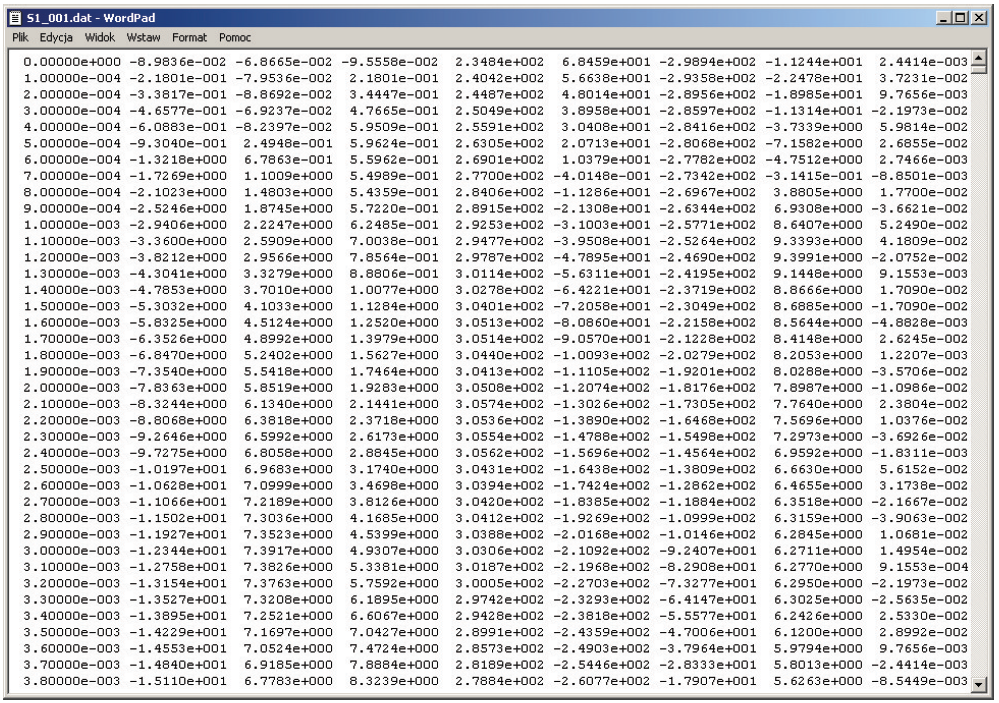 S1_001.dat - WordPad
Plik Edycja Widok Wstaw Format Pomoc
0.00000e+000 -8.9836e-002 -6.8665e-002 -9.5558e-002 2.3484e+002 6.8459e+001 -2.9894e+002 -1.1244e+001 2.4414e-003
1.00000e-004 -2.1801e-001 -7.9536e-002 2.1801e-001 2.4042e+002 5.6638e+001 -2.9358e+002 -2.2478e+001 3.7231e-002
2.00000e-004 -3.3817e-001 -8.8692e-002 3.4447e-001 2.4487e+002 4.8014e+001 -2.8956e+002 -1.8985e+001 9.7656e-003
3.00000e-004 -4.6577e-001 -6.9237e-002 4.7665e-001 2.5049e+002 3.8958e+001 -2.8597e+002 -1.1314e+001 -2.1973e-002
4.00000e-004 -6.0883e-001 -8.2397e-002 5.9509e-001 2.5591e+002 3.0408e+001 -2.8416e+002 -3.7339e+000 5.9814e-002
5.00000e-004 -9.3040e-001 2.4948e-001 5.9624e-001 2.6305e+002 2.0713e+001 -2.8068e+002 -7.1582e+000 2.6855e-002
6.00000e-004 -1.3218e+000 6.7863e-001 5.5962e-001 2.6901e+002 1.0379e+001 -2.7782e+002 -4.7512e+000 2.7466e-003
7.00000e-004 -1.7269e+000 1.1009e+000 5.4989e-001 2.7700e+002 -4.0148e-001 -2.7342e+002 -3.1415e-001 -8.8501e-003
8.00000e-004 -2.1023e+000 1.4803e+000 5.4359e-001 2.8406e+002 -1.1286e+001 -2.6967e+002 3.8805e+000 1.7700e-002
9.00000e-004 -2.5246e+000 1.8745e+000 5.7220e-001 2.8915e+002 -2.1308e+001 -2.6344e+002 6.9308e+000 -3.6621e-002
1.00000e-003 -2.9406e+000 2.2247e+000 6.2485e-001 2.9253e+002 -3.1003e+001 -2.5771e+002 8.6407e+000 5.2490e-002
1.10000e-003 -3.3600e+000 2.5909e+000 7.0038e-001 2.9477e+002 -3.9508e+001 -2.5264e+002 9.3393e+000 4.1809e-002
1.20000e-003 -3.8212e+000 2.9566e+000 7.8564e-001 2.9787e+002 -4.7895e+001 -2.4690e+002 9.3991e+000 -2.0752e-002
1.30000e-003 -4.3041e+000 3.3279e+000 8.8806e-001 3.0114e+002 -5.6311e+001 -2.4195e+002 9.1448e+000 9.1553e-003
1.40000e-003 -4.7853e+000 3.7010e+000 1.0077e+000 3.0278e+002 -6.4221e+001 -2.3719e+002 8.8666e+000 1.7090e-002
1.50000e-003 -5.3032e+000 4.1033e+000 1.1284e+000 3.0401e+002 -7.2058e+001 -2.3049e+002 8.6885e+000 -1.7090e-002
1.60000e-003 -5.8325e+000 4.5124e+000 1.2520e+000 3.0513e+002 -8.0860e+001 -2.2158e+002 8.5644e+000 -4.8828e-003
1.70000e-003 -6.3526e+000 4.8992e+000 1.3979e+000 3.0514e+002 -9.0570e+001 -2.1228e+002 8.4148e+000 2.6245e-002
1.80000e-003 -6.8470e+000 5.2402e+000 1.5627e+000 3.0440e+002 -1.0093e+002 -2.0279e+002 8.2053e+000 1.2207e-003
1.90000e-003 -7.3540e+000 5.5418e+000 1.7464e+000 3.0413e+002 -1.1105e+002 -1.9201e+002 8.0288e+000 -3.5706e-002
2.00000e-003 -7.8363e+000 5.8519e+000 1.9283e+000 3.0508e+002 -1.2074e+002 -1.8176e+002 7.8987e+000 -1.0986e-002
2.10000e-003 -8.3244e+000 6.1340e+000 2.1441e+000 3.0574e+002 -1.3026e+002 -1.7305e+002 7.7640e+000 2.3804e-002
2.20000e-003 -8.8068e+000 6.3818e+000 2.3718e+000 3.0536e+002 -1.3890e+002 -1.6468e+002 7.5696e+000 1.0376e-002
2.30000e-003 -9.2646e+000 6.5992e+000 2.6173e+000 3.0554e+002 -1.4788e+002 -1.5498e+002 7.2973e+000 -3.6926e-002
2.40000e-003 -9.7275e+000 6.8058e+000 2.8845e+000 3.0562e+002 -1.5696e+002 -1.4564e+002 6.9592e+000 -1.8311e-003
2.50000e-003 -1.0197e+001 6.9683e+000 3.1740e+000 3.0431e+002 -1.6438e+002 -1.3809e+002 6.6630e+000 5.6152e-002
2.60000e-003 -1.0628e+001 7.0999e+000 3.4698e+000 3.0394e+002 -1.7424e+002 -1.2862e+002 6.4655e+000 3.1738e-002
2.70000e-003 -1.1066e+001 7.2189e+000 3.8126e+000 3.0420e+002 -1.8385e+002 -1.1884e+002 6.3518e+000 -2.1667e-002
2.80000e-003 -1.1502e+001 7.3036e+000 4.1685e+000 3.0412e+002 -1.9269e+002 -1.0999e+002 6.3159e+000 -3.9063e-002
2.90000e-003 -1.1927e+001 7.3523e+000 4.5399e+000 3.0388e+002 -2.0168e+002 -1.0146e+002 6.2845e+000 1.0681e-002
3.00000e-003 -1.2344e+001 7.3917e+000 4.9307e+000 3.0306e+002 -2.1092e+002 -9.2407e+001 6.2711e+000 1.4954e-002
3.10000e-003 -1.2758e+001 7.3826e+000 5.3381e+000 3.0187e+002 -2.1968e+002 -8.2908e+001 6.2770e+000 9.1553e-004
3.20000e-003 -1.3154e+001 7.3763e+000 5.7592e+000 3.0005e+002 -2.2703e+002 -7.3277e+001 6.2950e+000 -2.1973e-002
3.30000e-003 -1.3527e+001 7.3208e+000 6.1895e+000 2.9742e+002 -2.3293e+002 -6.4147e+001 6.3025e+000 -2.5635e-002
3.40000e-003 -1.3895e+001 7.2521e+000 6.6067e+000 2.9428e+002 -2.3818e+002 -5.5577e+001 6.2426e+000 2.5330e-002
3.50000e-003 -1.4229e+001 7.1697e+000 7.0427e+000 2.8991e+002 -2.4359e+002 -4.7006e+001 6.1200e+000 2.8992e-002
3.60000e-003 -1.4553e+001 7.0524e+000 7.4724e+000 2.8573e+002 -2.4903e+002 -3.7964e+001 5.9794e+000 9.7656e-003
3.70000e-003 -1.4840e+001 6.9185e+000 7.8884e+000 2.8189e+002 -2.5446e+002 -2.8333e+001 5.8013e+000 -2.4414e-003
3.80000e-003 -1.5110e+001 6.7783e+000 8.3239e+000 2.7884e+002 -2.6077e+002 -1.7907e+001 5.6263e+000 -8.5449e-003